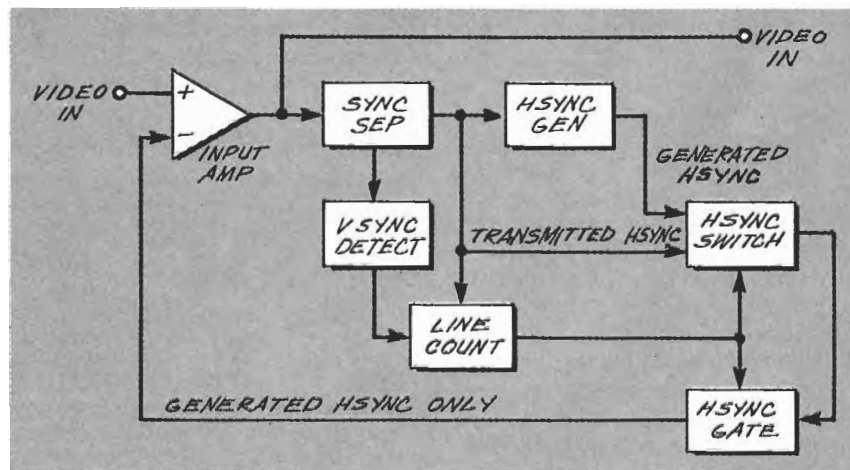 VIDEO
IN
VIDEO
IN
+
-
INPUT
AMP
SYNC
SEP
HSYNC
GEN
GENERATED
HSYNC
VSYNC
DETECT
TRANSMITTED HSYNC
HSYNC
SWITCH
LINE
COUNT
GENERATED HSYNC ONLY
HSYNC
GATE